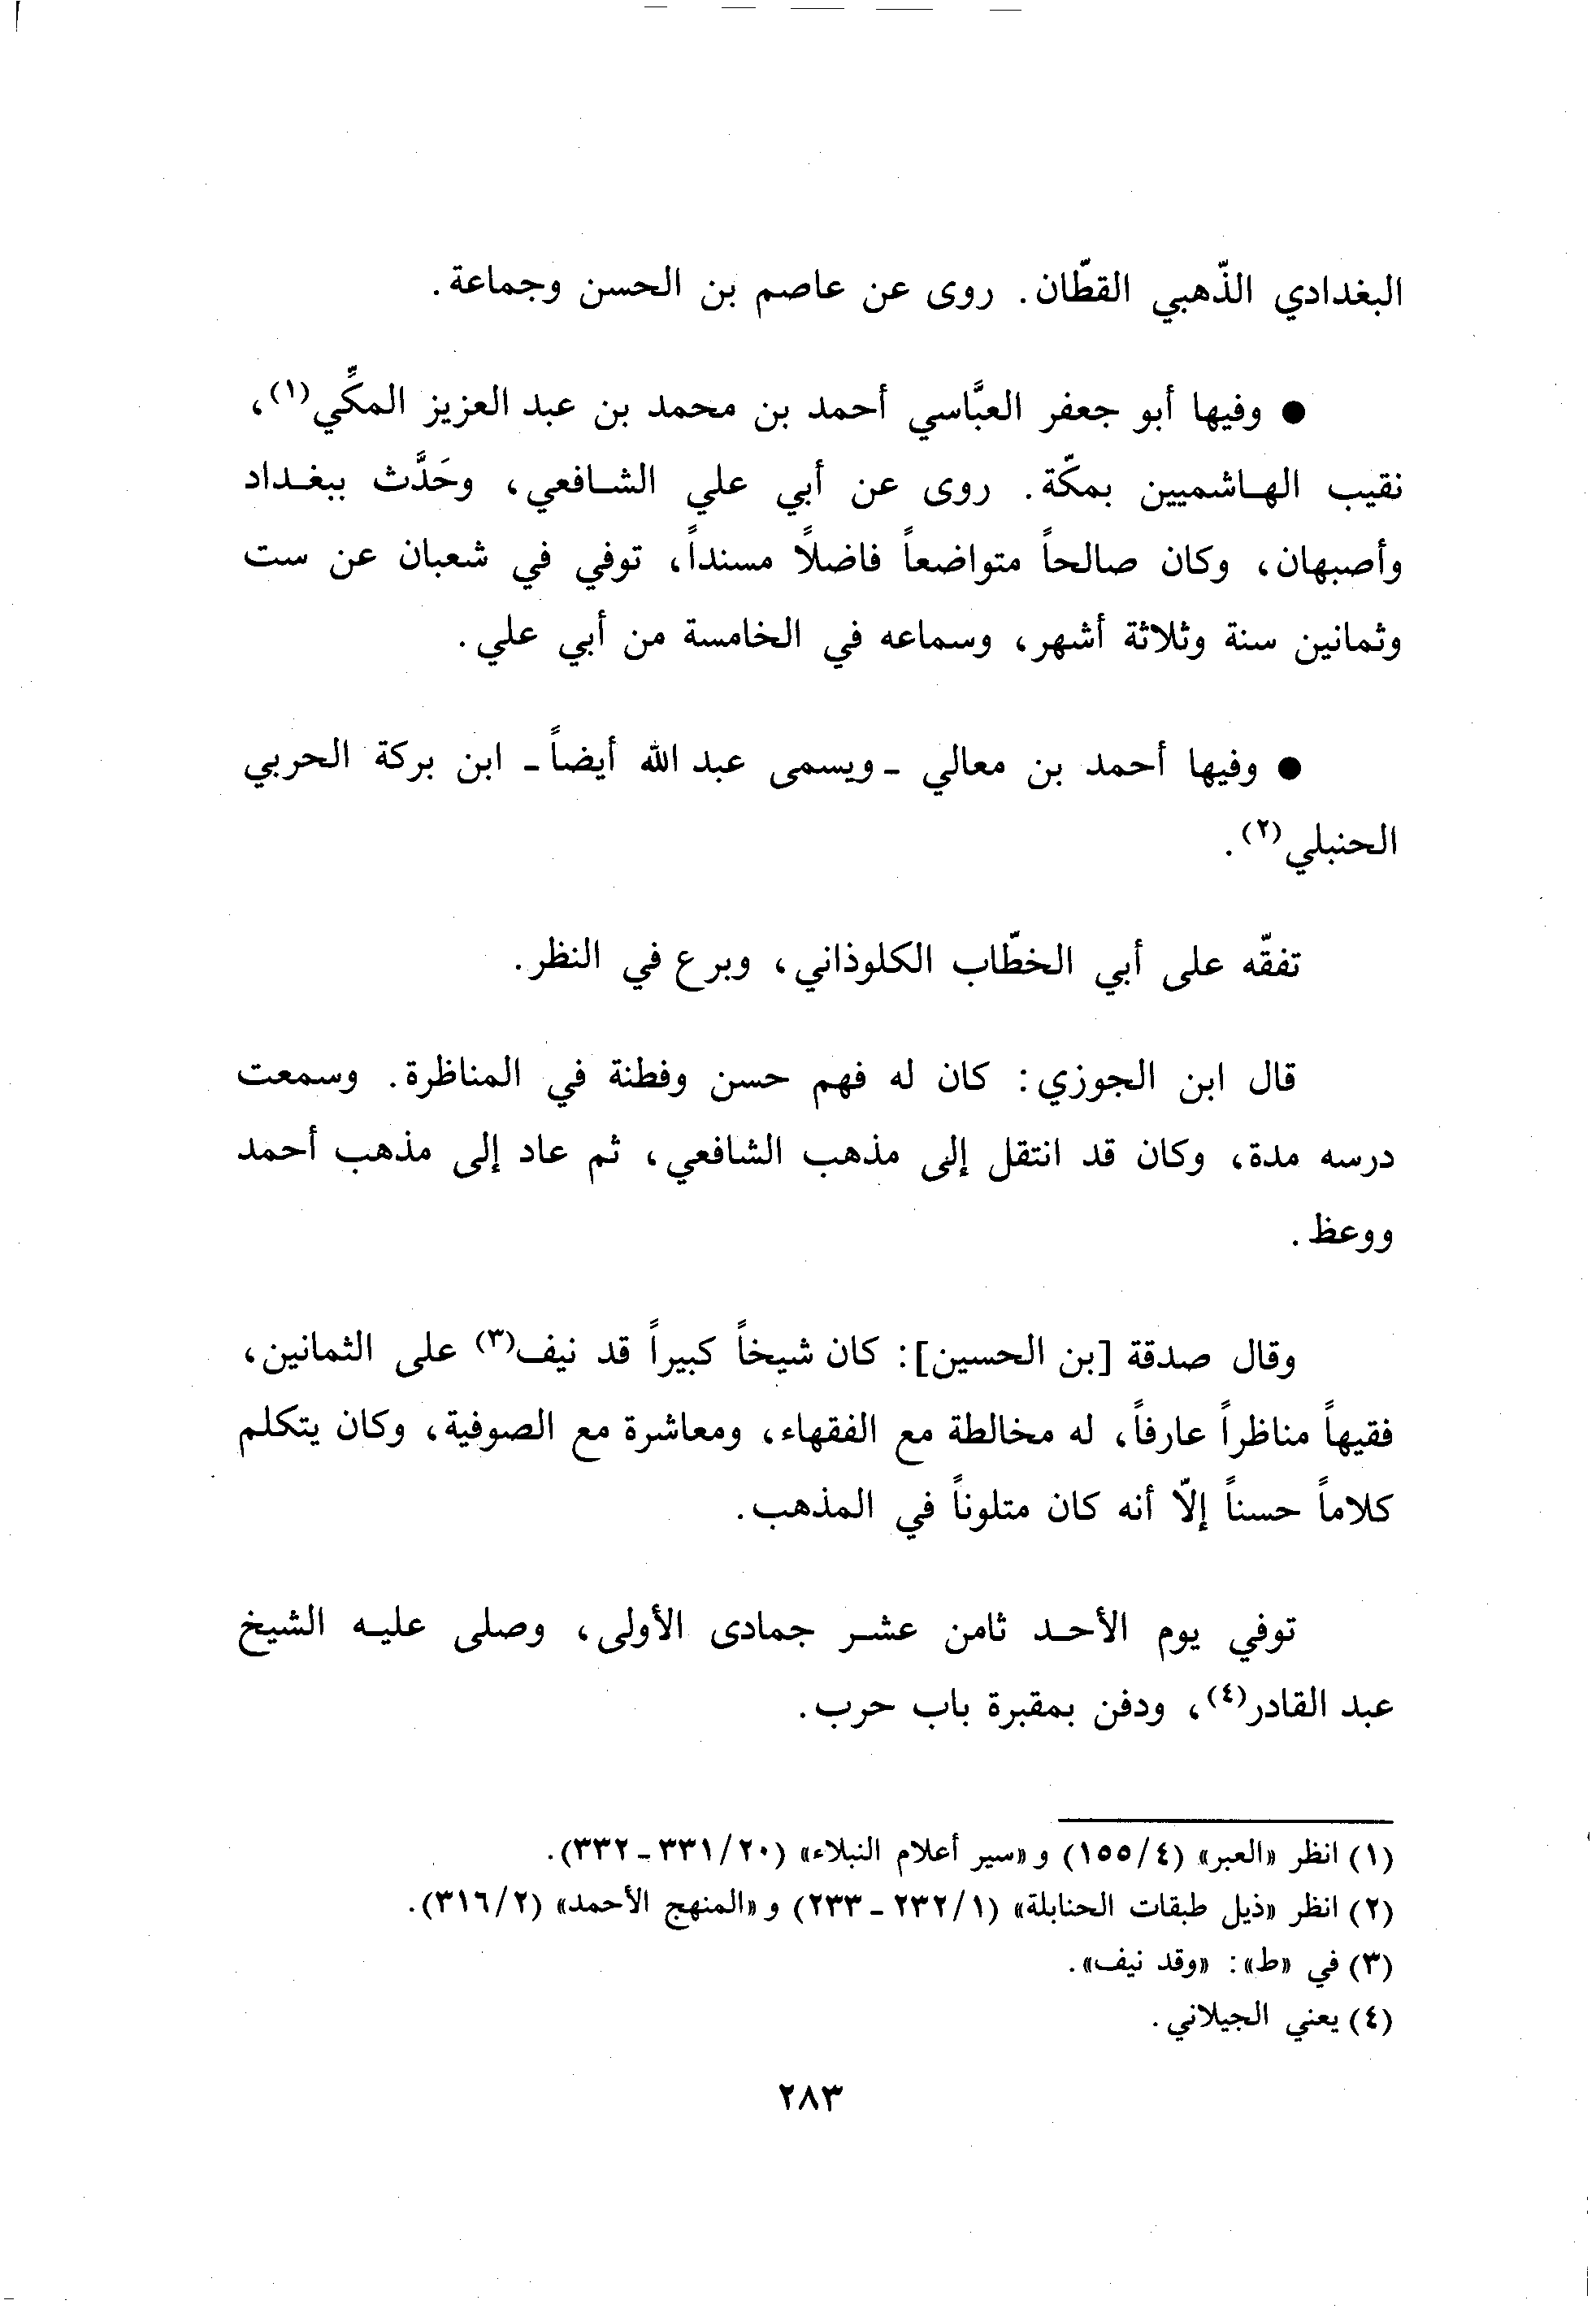 البغدادي الذّهبي القطّان. روى عن عاصم بن الحسن وجماعة.
● وفيها أبو جعفر العبَّاسي أحمد بن محمد بن عبد العزيز المكِّي(١)،
نقيب الهـاشميين بمكّة. روى عن أبي علي الشـافعي، وحَدَّث ببغـداد
وأصبهان، وكان صالحاً متواضعاً فاضلاً مسنداً، توفي في شعبان عن ست
وثمانين سنة وثلاثة أشهر، وسماعه في الخامسة من أبي علي.
● وفيها أحمد بن معالي ـ ويسمى عبد الله أيضاً ـ ابن بركة الحربي
الحنبلي(٢).
تفقّه على أبي الخطّاب الكلوذاني، وبرع في النظر.
قال ابن الجوزي: كان له فهم حسن وفطنة في المناظرة. وسمعت
درسه مدة، وكان قد انتقل إلى مذهب الشافعي، ثم عاد إلى مذهب أحمد
ووعظ.
وقال صدقة [بن الحسين]: كان شيخاً كبيراً قد نيف(٣) على الثمانين،
فقيهاً مناظراً عارفاً، له مخالطة مع الفقهاء، ومعاشرة مع الصوفية، وكان يتكلم
كلاماً حسناً إلّا أنه كان متلوناً في المذهب.
توفي يوم الأحـد ثامن عشـر جمادى الأولى، وصلى عليـه الشيخ
عبد القادر(٤)، ودفن بمقبرة باب حرب.
(١) انظر «العبر» (٤/١٥٥) و «سير أعلام النبلاء» (٢٠/٣٣١ ـ ٣٣٢).
(٢) انظر «ذيل طبقات الحنابلة» (١/٢٣٢ ـ ٢٣٣) و «المنهج الأحمد» (٢/٣١٦).
(٣) في «ط»: «وقد نيف».
(٤) يعني الجيلاني.
٢٨٣